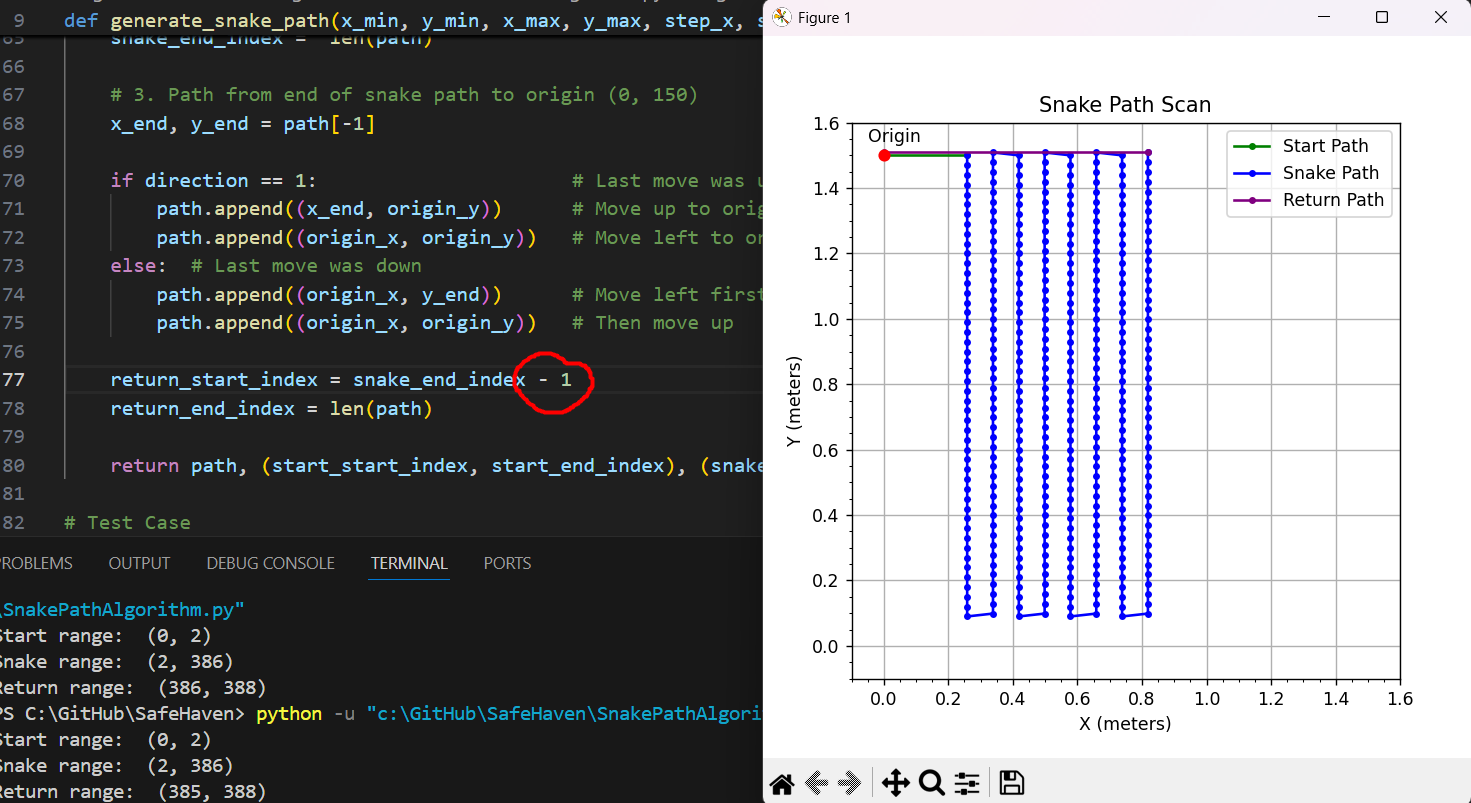 9 def generate_snake_path(x_min, y_min, x_max, y_max, step_x, s
65 snake_end_index = len(path)
66
67 # 3. Path from end of snake path to origin (0, 150)
68 x_end, y_end = path[-1]
69
70 if direction == 1: # Last move was u
71 path.append((x_end, origin_y)) # Move up to orig
72 path.append((origin_x, origin_y)) # Move left to or
73 else: # Last move was down
74 path.append((origin_x, y_end)) # Move left first
75 path.append((origin_x, origin_y)) # Then move up
76
77 return_start_index = snake_end_index - 1
78 return_end_index = len(path)
79
80 return path, (start_start_index, start_end_index), (snake
81
82 # Test Case
ROBLEMS OUTPUT DEBUG CONSOLE TERMINAL PORTS
\SnakePathAlgorithm.py"
Start range: (0, 2)
Snake range: (2, 386)
Return range: (386, 388)
PS C:\GitHub\SafeHaven> python -u "c:\GitHub\SafeHaven\SnakePathAlgori
Start range: (0, 2)
Snake range: (2, 386)
Return range: (385, 388)
Figure 1
Snake Path Scan
Origin
Start Path
Snake Path
Return Path
1.6
1.4
1.2
1.0
0.8
0.6
0.4
0.2
0.0
Y (meters)
0.0 0.2 0.4 0.6 0.8 1.0 1.2 1.4 1.6
X (meters)